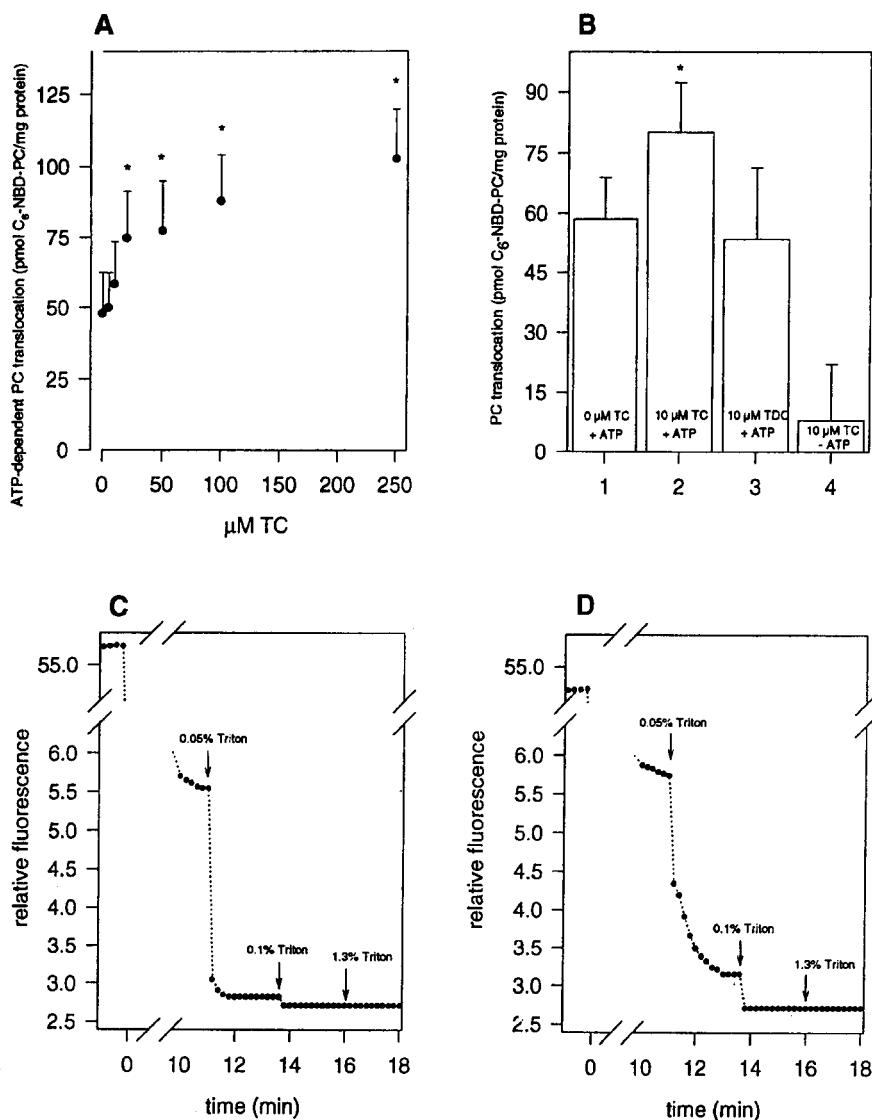 A
ATP-dependent PC translocation (pmol C6-NBD-PC/mg protein)
125
100
75
50
25
0
* * * *
0 50 100 150 200 250
µM TC
B
PC translocation (pmol C6-NBD-PC/mg protein)
90
75
60
45
30
15
0
*
0 µM TC
+ ATP
10 µM TC
+ ATP
10 µM TDC
+ ATP
10 µM TC
- ATP
1 2 3 4
C
relative fluorescence
55.0
6.0
5.5
5.0
4.5
4.0
3.5
3.0
2.5
0.05% Triton
0.1% Triton
1.3% Triton
0 10 12 14 16 18
time (min)
D
relative fluorescence
55.0
6.0
5.5
5.0
4.5
4.0
3.5
3.0
2.5
0.05% Triton
0.1% Triton
1.3% Triton
0 10 12 14 16 18
time (min)